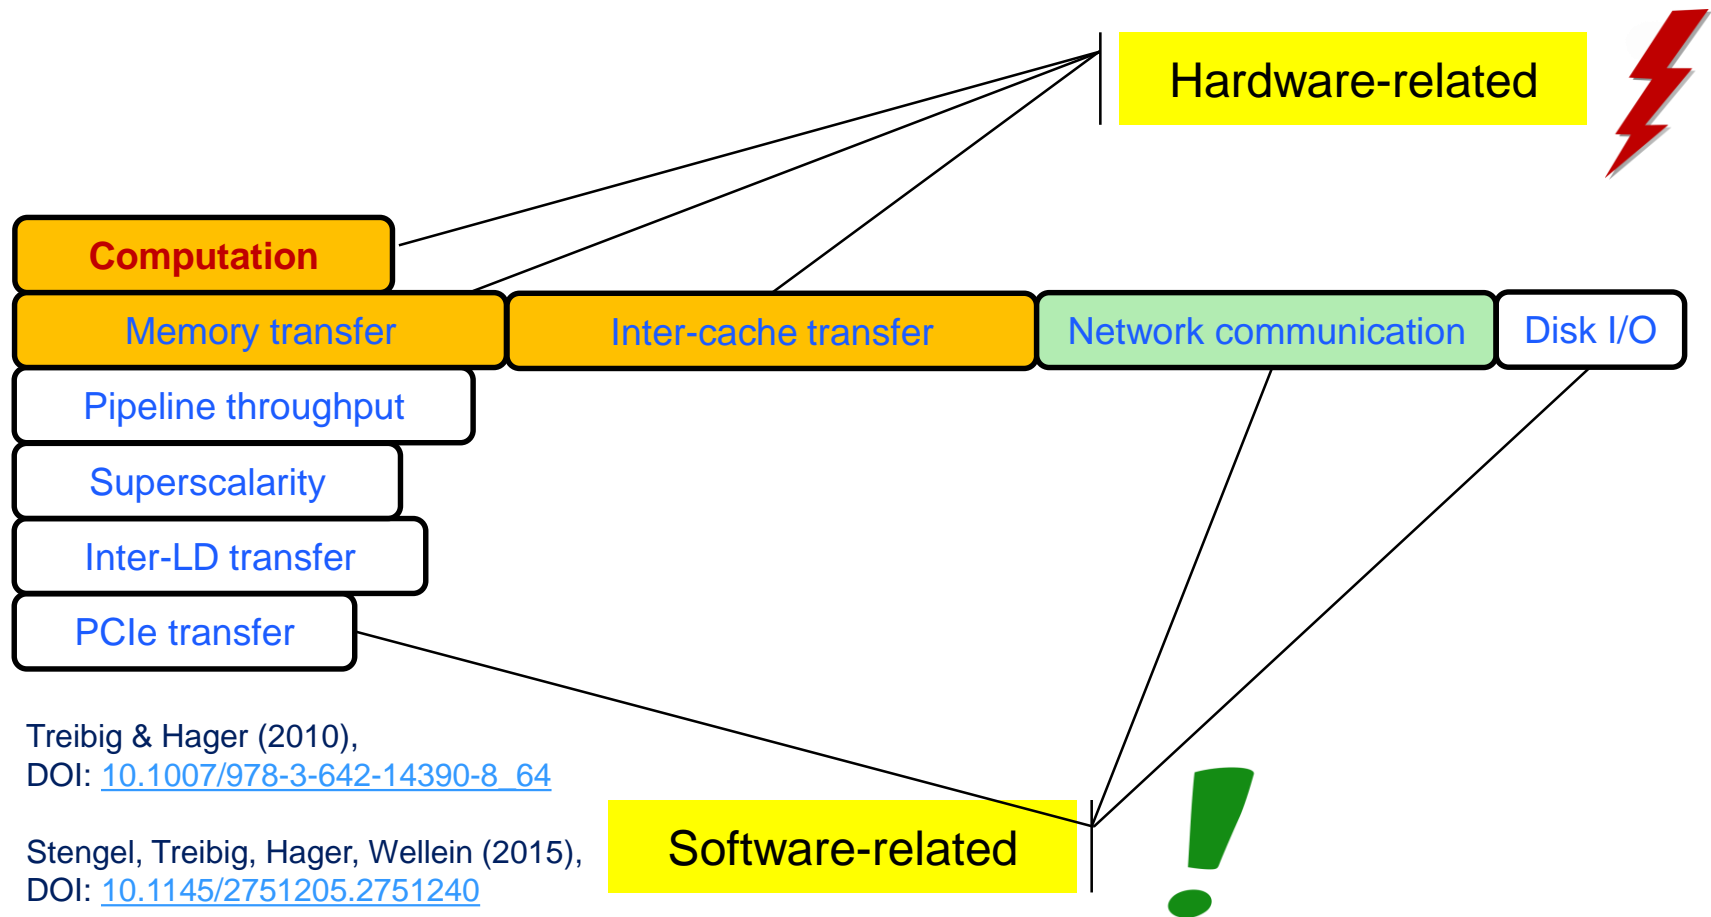 Hardware-related
Computation
Memory transfer
Inter-cache transfer
Network communication
Disk I/O
Pipeline throughput
Superscalarity
Inter-LD transfer
PCIe transfer
Treibig & Hager (2010),
DOI: 10.1007/978-3-642-14390-8_64
Stengel, Treibig, Hager, Wellein (2015),
DOI: 10.1145/2751205.2751240
Software-related
!